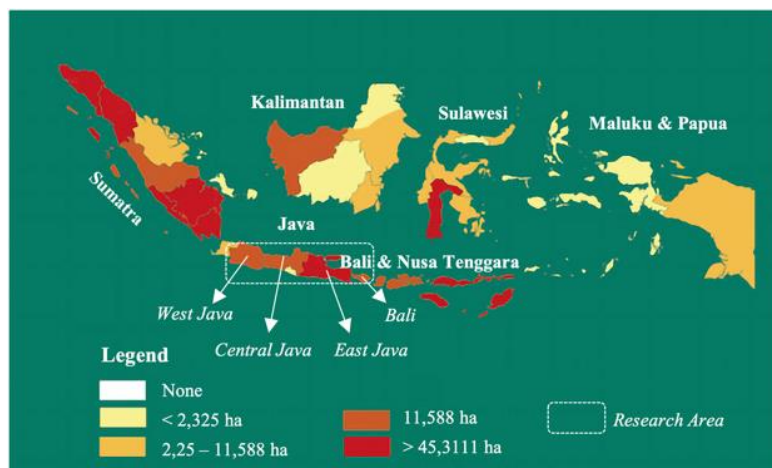 Kalimantan
Sulawesi
Maluku & Papua
Sumatra
Java
Bali & Nusa Tenggara
West Java
Bali
Central Java
East Java
Legend
None
< 2,325 ha
11,588 ha
Research Area
2,25 – 11,588 ha
> 45,3111 ha